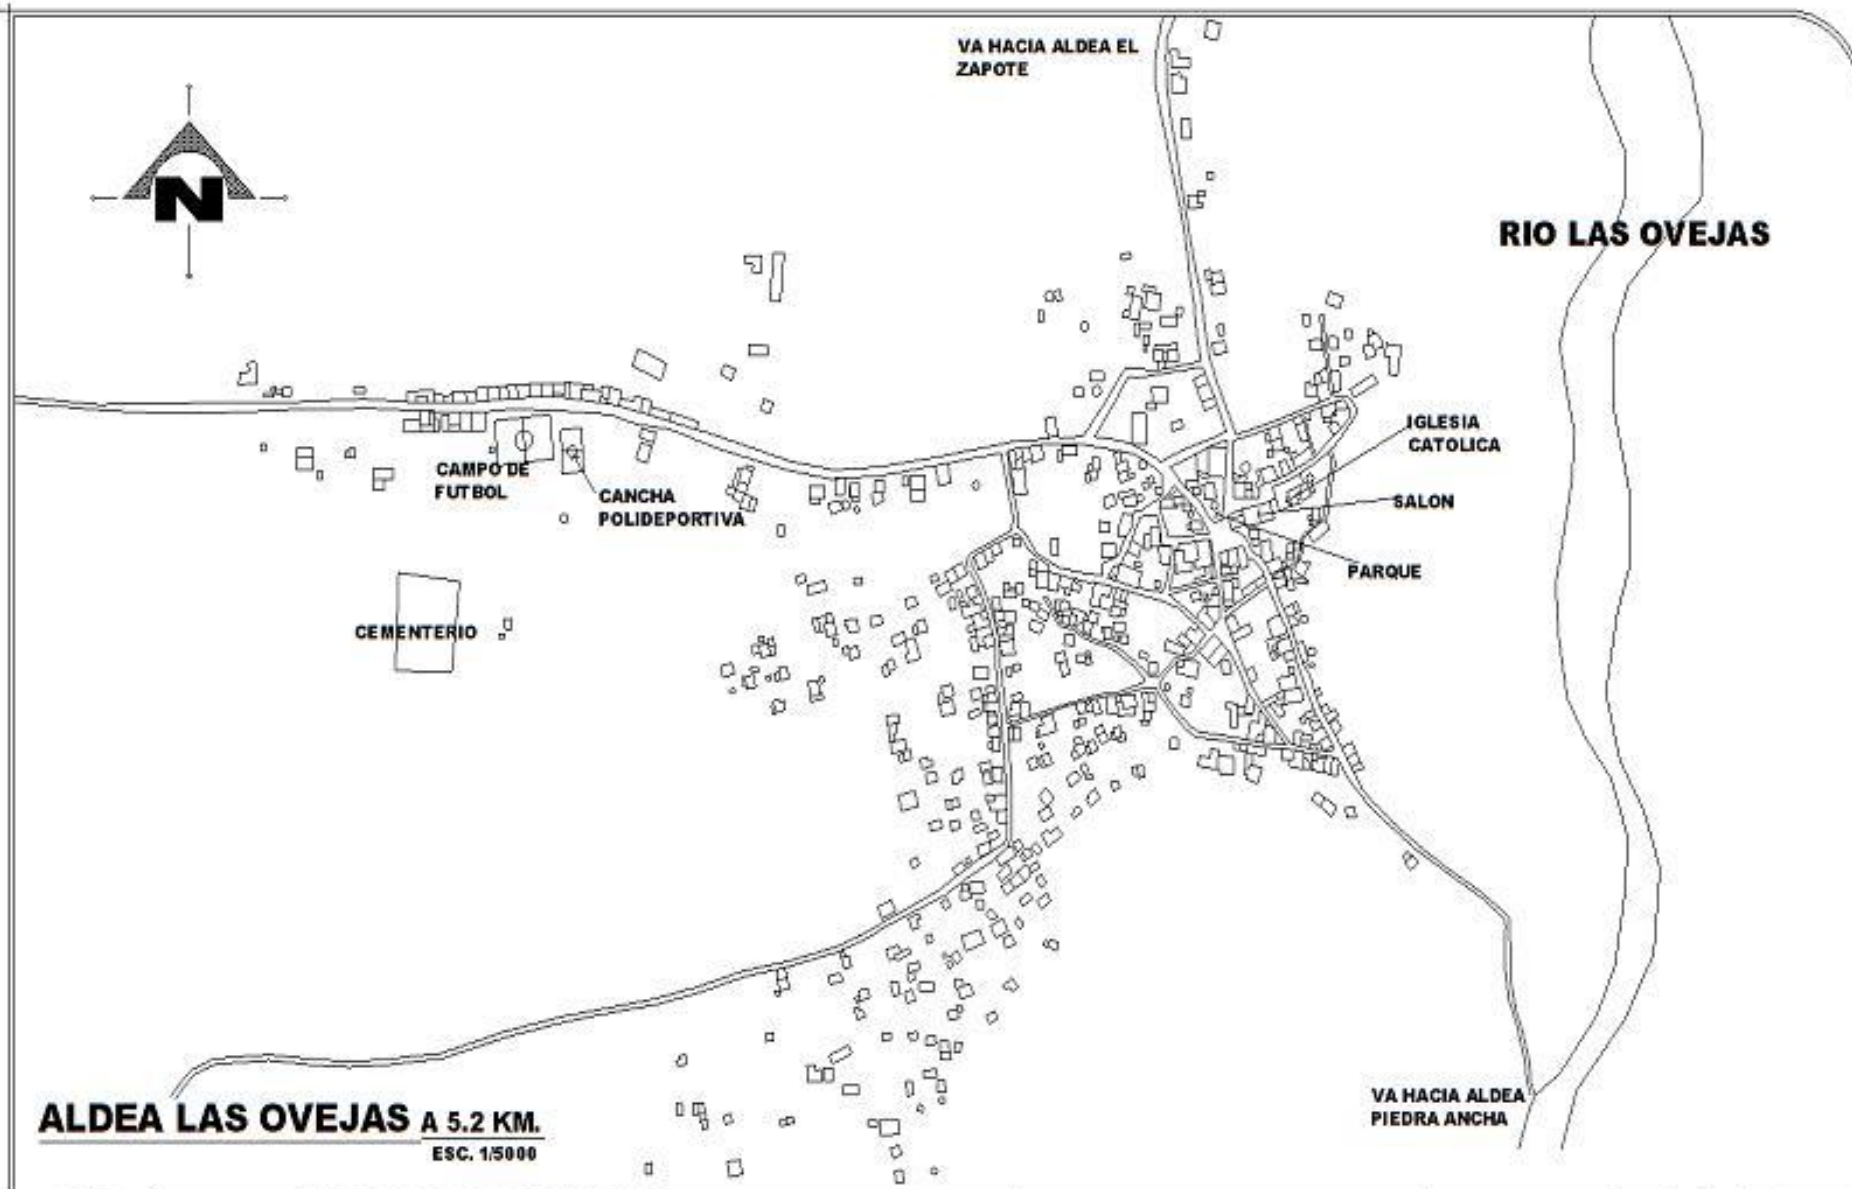 VA HACIA ALDEA EL
ZAPOTE
N
RIO LAS OVEJAS
IGLESIA
CATOLICA
CAMPO DE
FUTBOL
CANCHA
POLIDEPORTIVA
SALON
PARQUE
CEMENTERIO
VA HACIA ALDEA
PIEDRA ANCHA
ALDEA LAS OVEJAS A 5.2 KM.
ESC. 1/5000